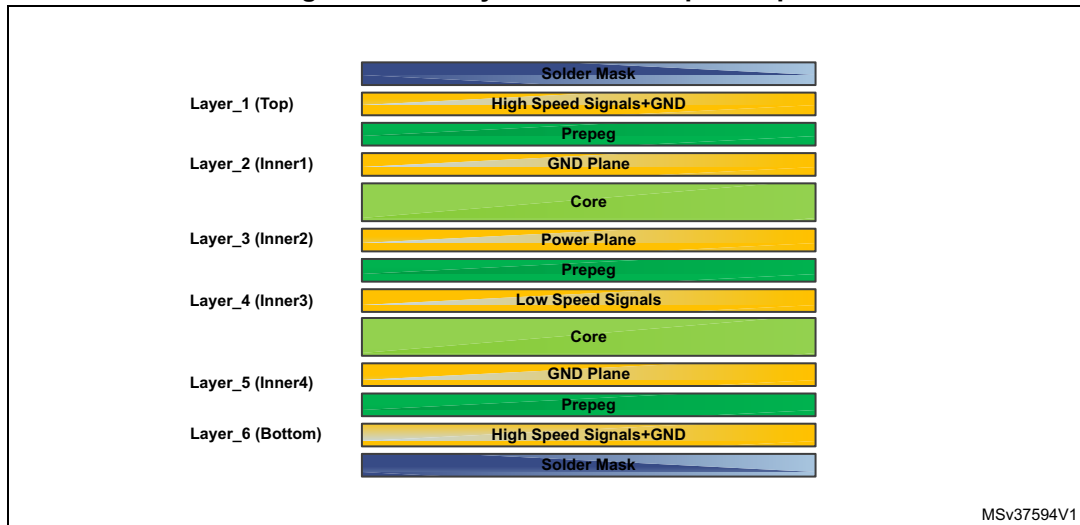 Solder Mask
Layer_1 (Top) High Speed Signals+GND
Prepeg
Layer_2 (Inner1) GND Plane
Core
Layer_3 (Inner2) Power Plane
Prepeg
Layer_4 (Inner3) Low Speed Signals
Core
Layer_5 (Inner4) GND Plane
Prepeg
Layer_6 (Bottom) High Speed Signals+GND
Solder Mask
MSv37594V1